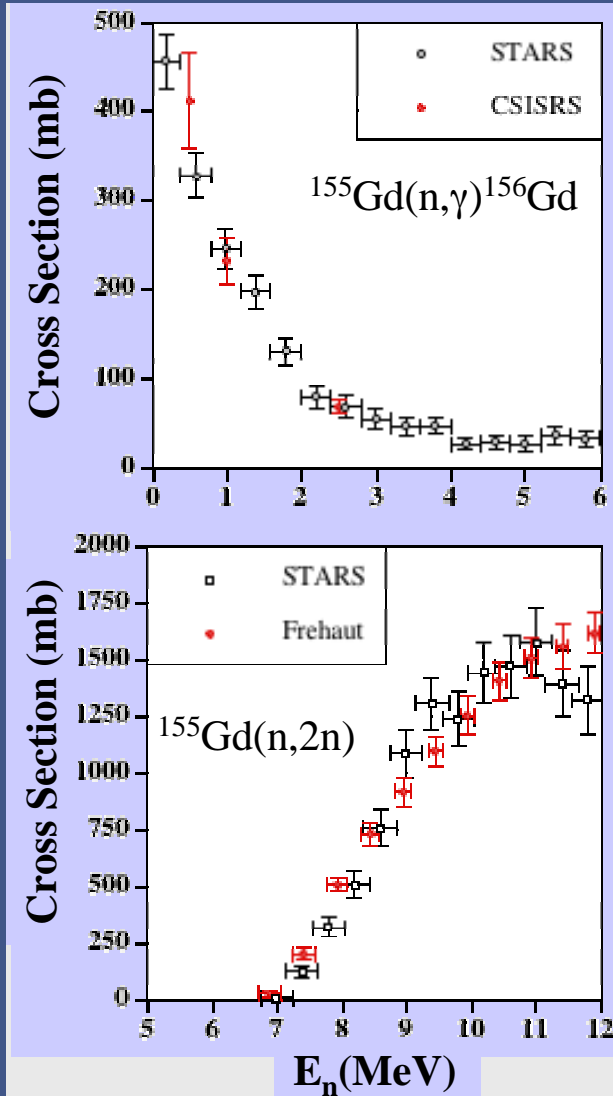 500
400
300
200
100
0
Cross Section (mb)
STARS
CSISRS
¹⁵⁵Gd(n,γ)¹⁵⁶Gd
0 1 2 3 4 5 6
2000
1750
1500
1250
1000
750
500
250
0
Cross Section (mb)
STARS
Frehaut
¹⁵⁵Gd(n,2n)
5 6 7 8 9 10 11 12
Eₙ(MeV)